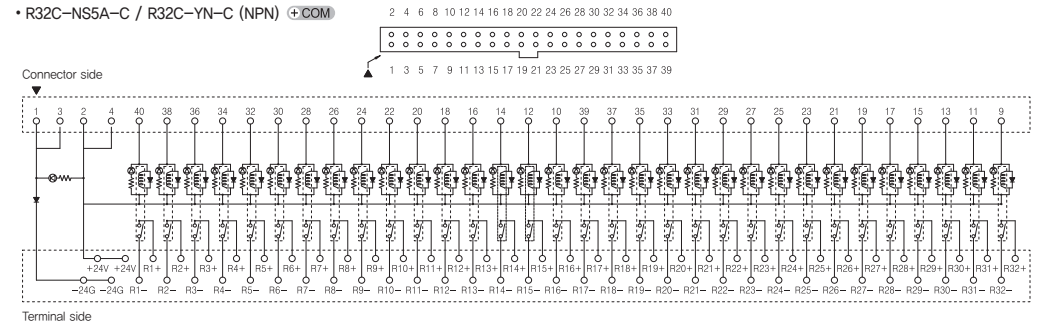 • R32C-NS5A-C / R32C-YN-C (NPN) +COM
2 4 6 8 10 12 14 16 18 20 22 24 26 28 30 32 34 36 38 40
1 3 5 7 9 11 13 15 17 19 21 23 25 27 29 31 33 35 37 39
Connector side
1 3 2 4 40 38 36 34 32 30 28 26 24 22 20 18 16 14 12 10 39 37 35 33 31 29 27 25 23 21 19 17 15 13 11 9
+24V +24V R1+ R2+ R3+ R4+ R5+ R6+ R7+ R8+ R9+ R10+ R11+ R12+ R13+ R14+ R15+ R16+ R17+ R18+ R19+ R20+ R21+ R22+ R23+ R24+ R25+ R26+ R27+ R28+ R29+ R30+ R31+ R32+
-24G -24G R1- R2- R3- R4- R5- R6- R7- R8- R9- R10- R11- R12- R13- R14- R15- R16- R17- R18- R19- R20- R21- R22- R23- R24- R25- R26- R27- R28- R29- R30- R31- R32-
Terminal side